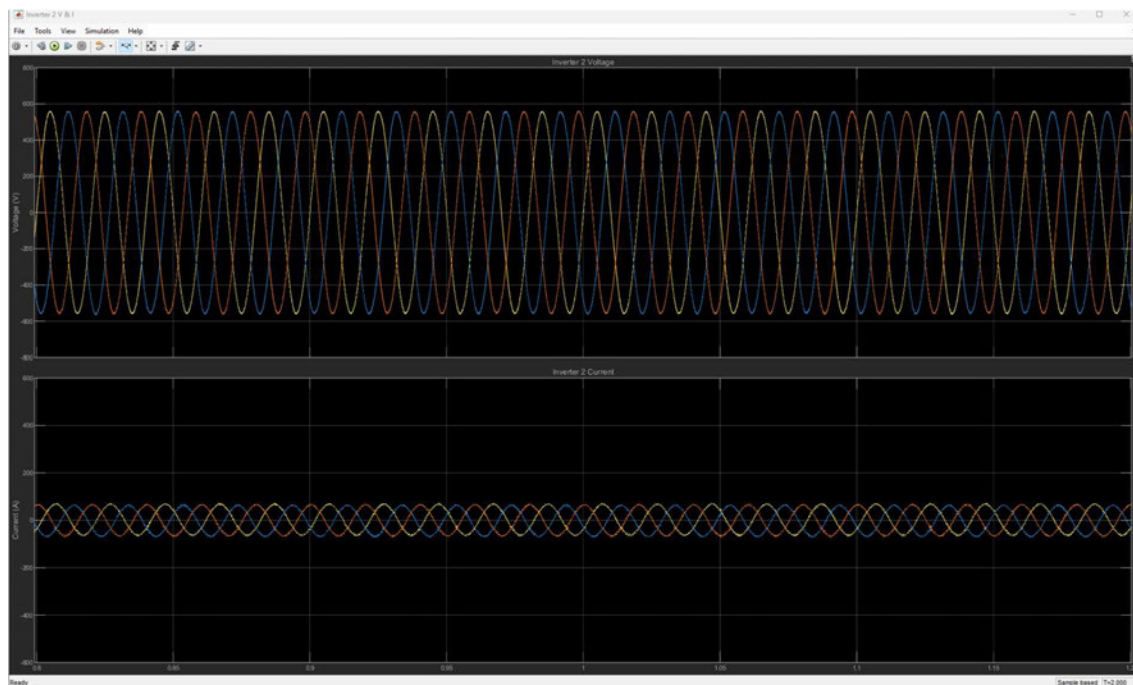 Inverter 2 V & I
File Tools View Simulation Help
Inverter 2 Voltage
800
600
400
200
0
-200
-400
-600
-800
Voltage (V)
Inverter 2 Current
600
400
200
0
-200
-400
-600
Current (A)
0.8 0.85 0.9 0.95 1 1.05 1.1 1.15
Ready Sample based T=2.000